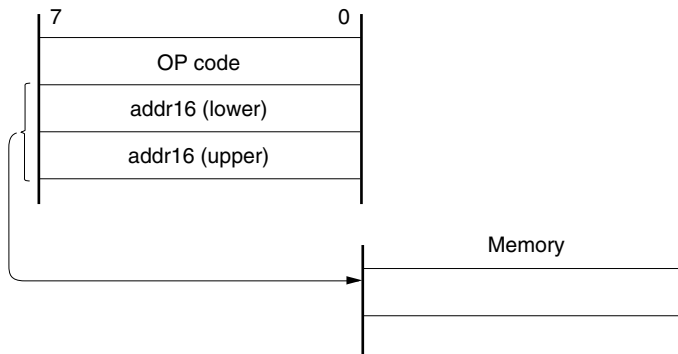 7 0
OP code
addr16 (lower)
addr16 (upper)
Memory